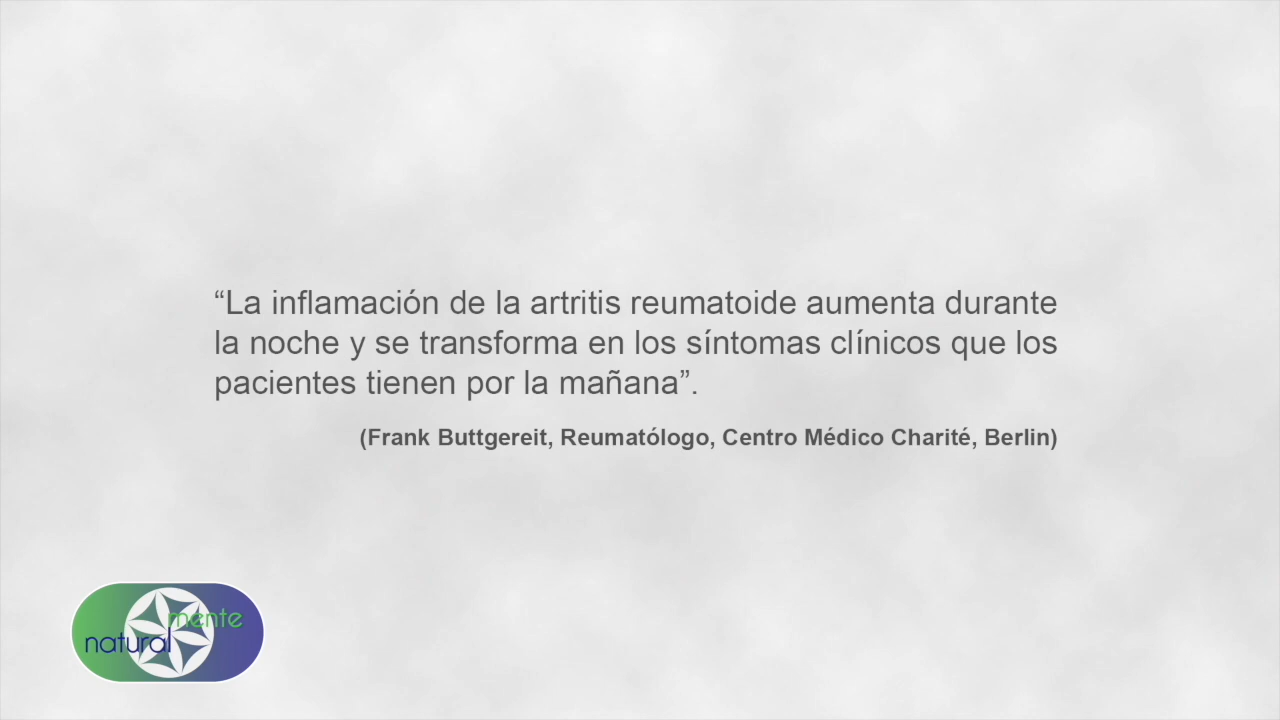 “La inflamación de la artritis reumatoide aumenta durante
la noche y se transforma en los síntomas clínicos que los
pacientes tienen por la mañana”.
(Frank Buttgereit, Reumatólogo, Centro Médico Charité, Berlin)
natural
mente